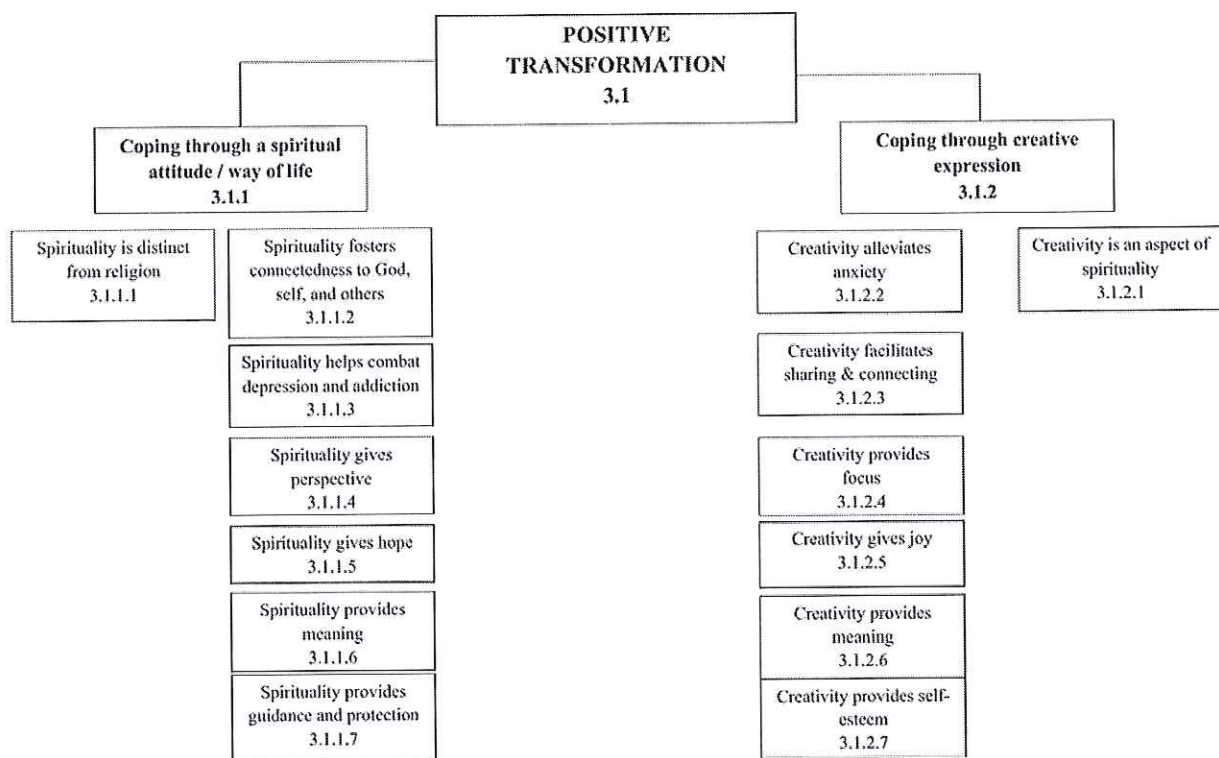 POSITIVE
TRANSFORMATION
3.1
Coping through a spiritual
attitude / way of life
3.1.1
Coping through creative
expression
3.1.2
Spirituality is distinct
from religion
3.1.1.1
Spirituality fosters
connectedness to God,
self, and others
3.1.1.2
Spirituality helps combat
depression and addiction
3.1.1.3
Spirituality gives
perspective
3.1.1.4
Spirituality gives hope
3.1.1.5
Spirituality provides
meaning
3.1.1.6
Spirituality provides
guidance and protection
3.1.1.7
Creativity alleviates
anxiety
3.1.2.2
Creativity facilitates
sharing & connecting
3.1.2.3
Creativity provides
focus
3.1.2.4
Creativity gives joy
3.1.2.5
Creativity provides
meaning
3.1.2.6
Creativity provides self-
esteem
3.1.2.7
Creativity is an aspect of
spirituality
3.1.2.1